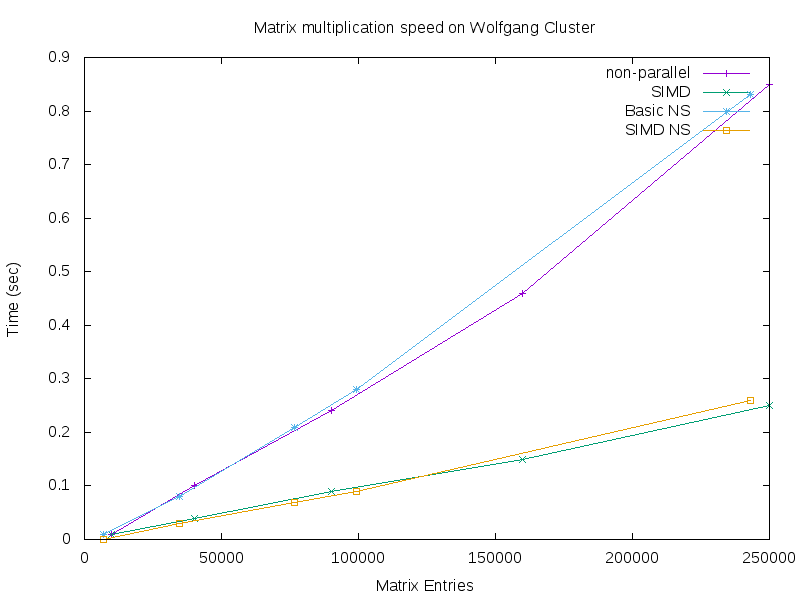 Matrix multiplication speed on Wolfgang Cluster
0.9
0.8
0.7
0.6
0.5
0.4
0.3
0.2
0.1
0
non-parallel
SIMD
Basic NS
SIMD NS
Time (sec)
0 50000 100000 150000 200000 250000
Matrix Entries